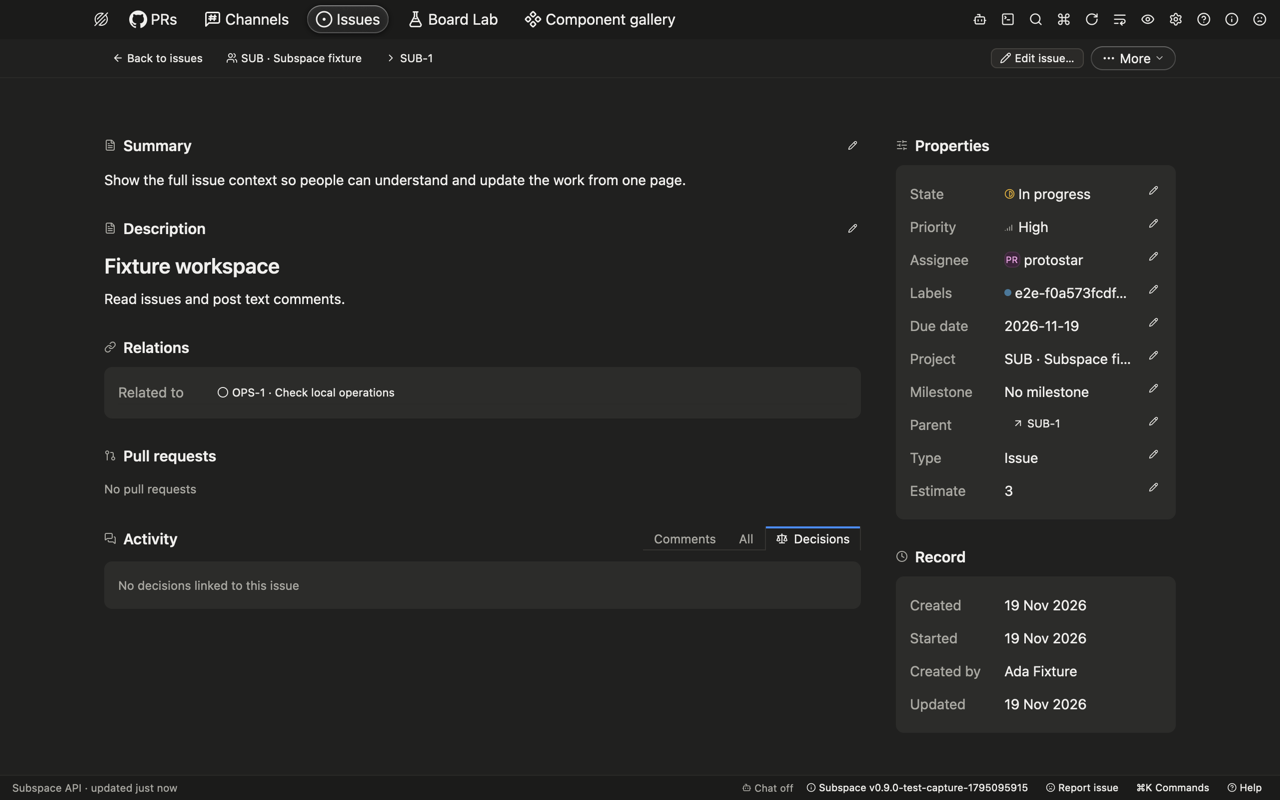 PRs
Channels
Issues
Board Lab
Component gallery
Back to issues
SUB · Subspace fixture
SUB-1
Edit issue...
More
Summary
Show the full issue context so people can understand and update the work from one page.
Description
Fixture workspace
Read issues and post text comments.
Relations
Related to
OPS-1 · Check local operations
Pull requests
No pull requests
Activity
Comments
All
Decisions
No decisions linked to this issue
Properties
State In progress
Priority High
Assignee PR protostar
Labels e2e-f0a573fcdf...
Due date 2026-11-19
Project SUB · Subspace fi...
Milestone No milestone
Parent SUB-1
Type Issue
Estimate 3
Record
Created 19 Nov 2026
Started 19 Nov 2026
Created by Ada Fixture
Updated 19 Nov 2026
Subspace API · updated just now
Chat off
Subspace v0.9.0-test-capture-1795095915
Report issue
⌘K Commands
Help